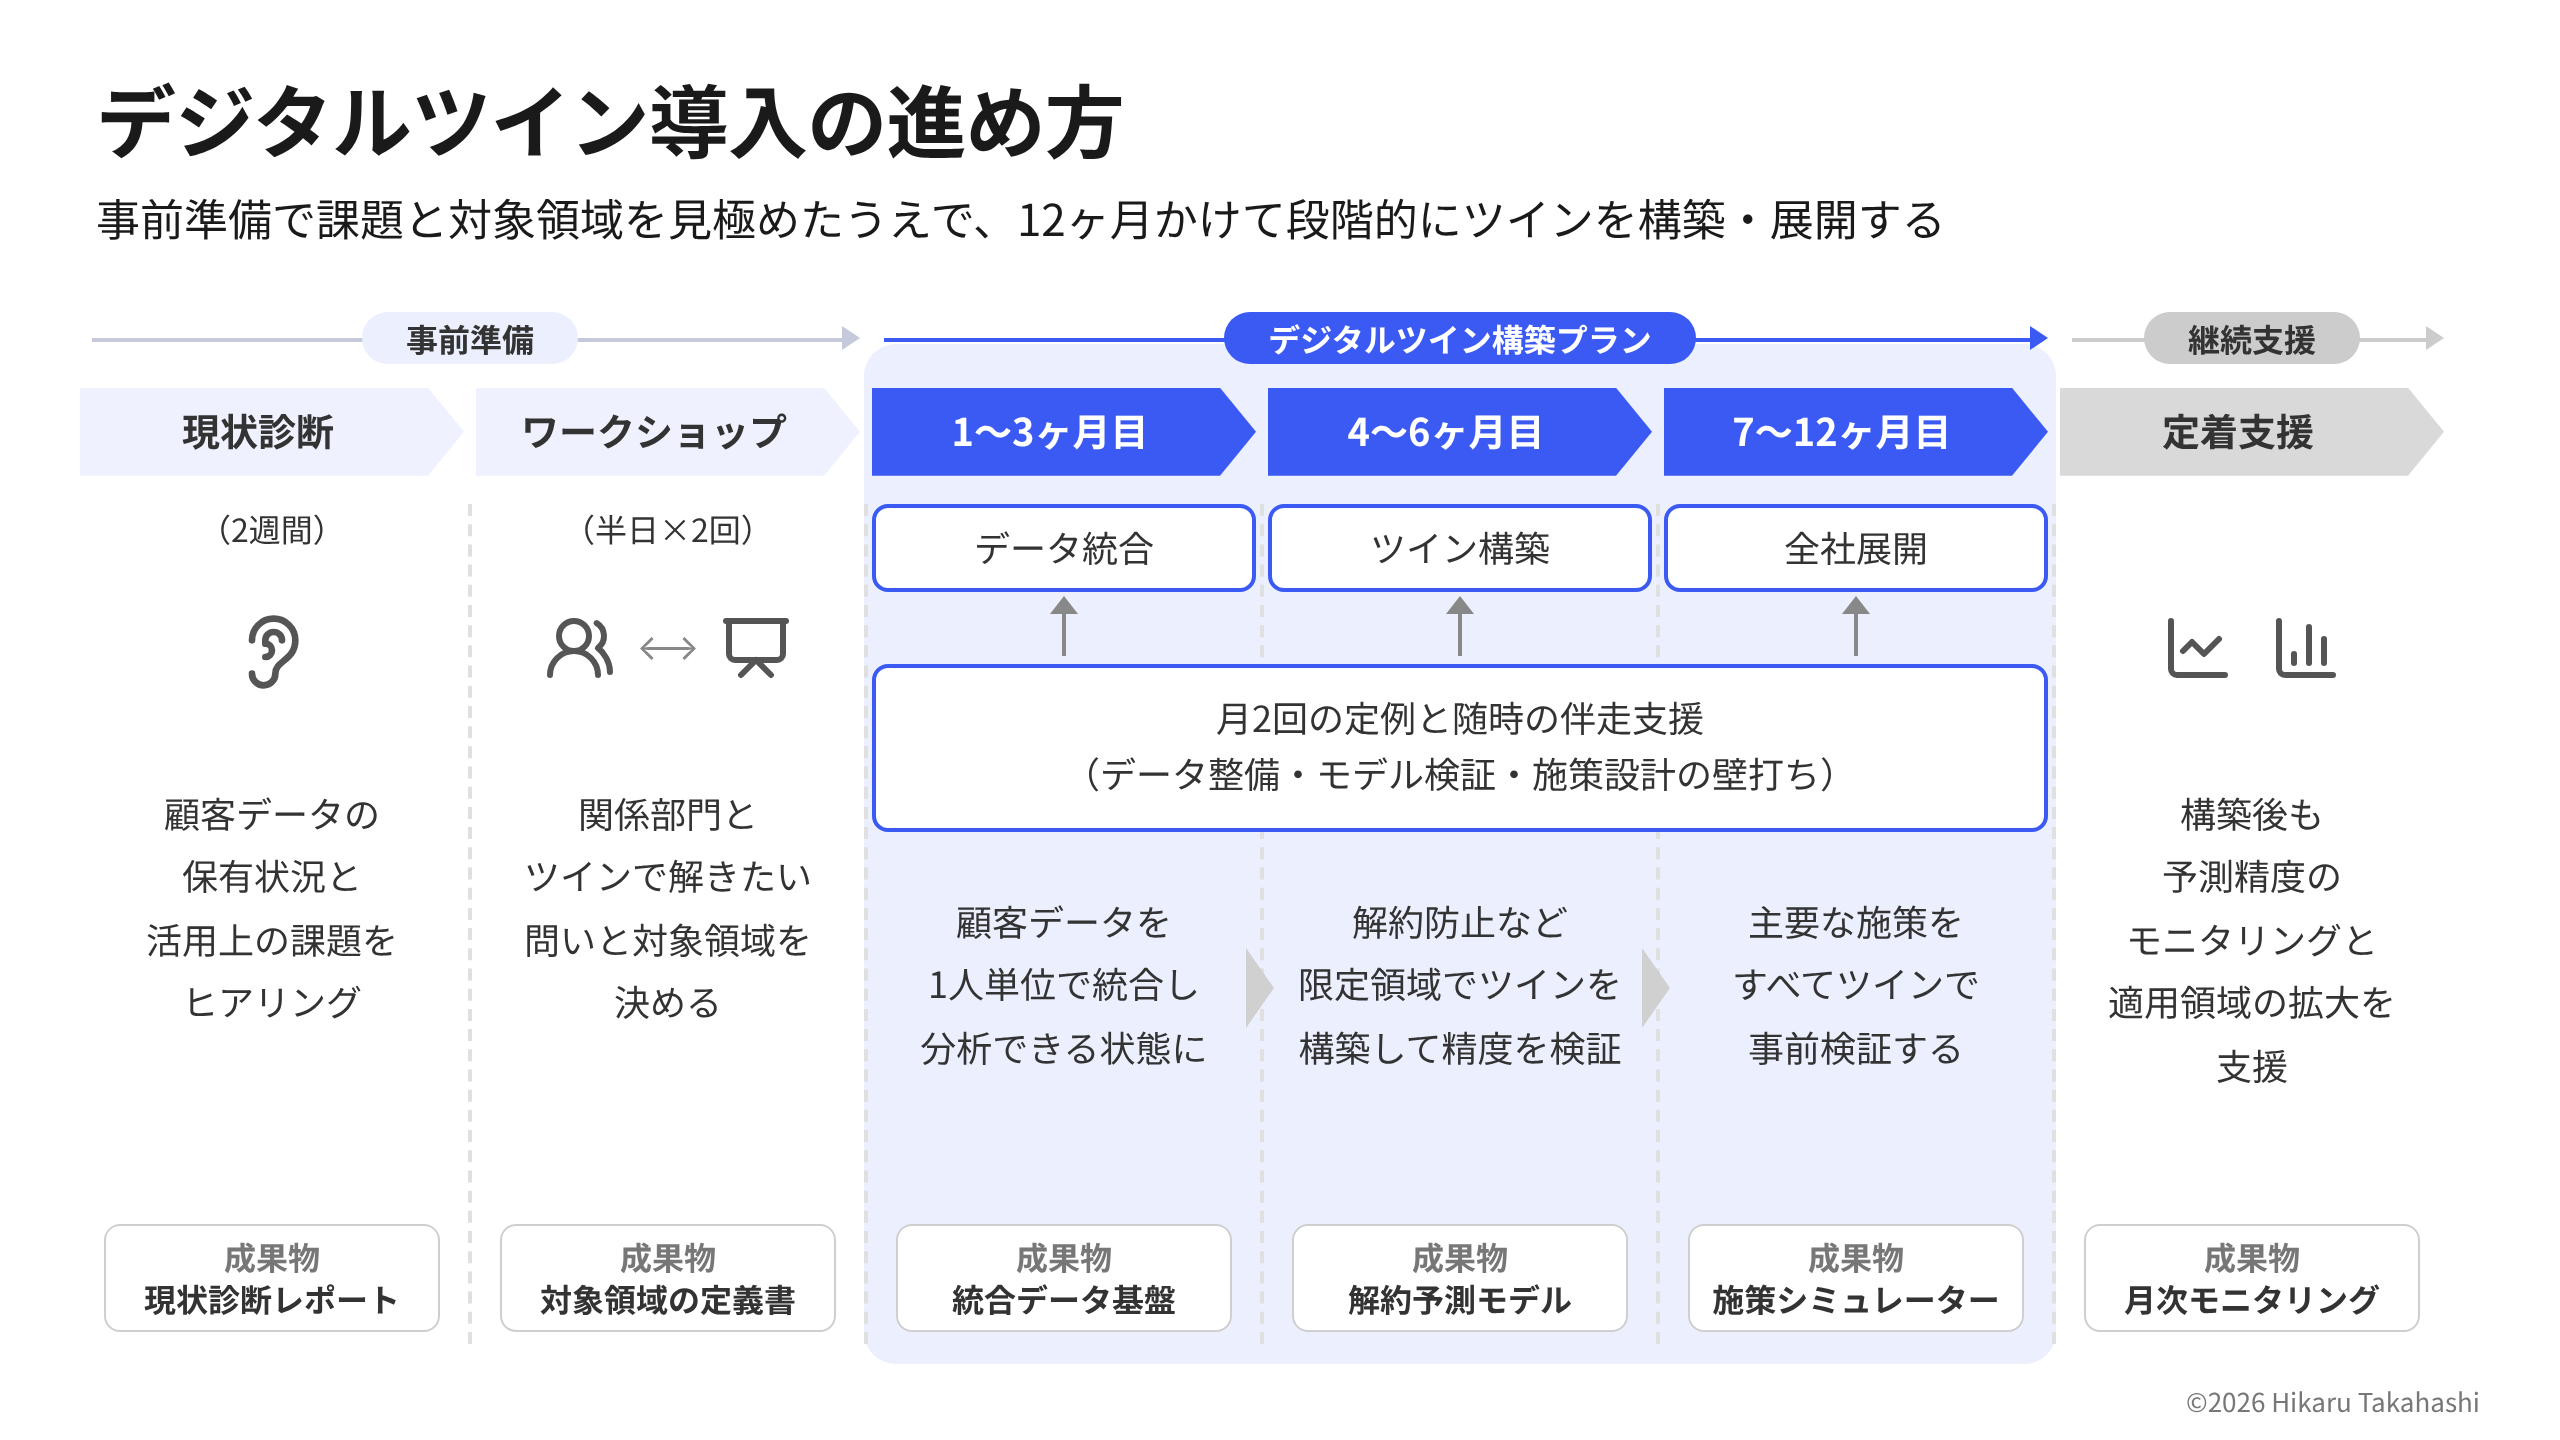 デジタルツイン導入の進め方
事前準備で課題と対象領域を見極めたうえで、12ヶ月かけて段階的にツインを構築・展開する
事前準備
デジタルツイン構築プラン
継続支援
現状診断
ワークショップ
1〜3ヶ月目
4〜6ヶ月目
7〜12ヶ月目
定着支援
（2週間）
（半日×2回）
データ統合
ツイン構築
全社展開
月2回の定例と随時の伴走支援
（データ整備・モデル検証・施策設計の壁打ち）
顧客データの
保有状況と
活用上の課題を
ヒアリング
関係部門と
ツインで解きたい
問いと対象領域を
決める
顧客データを
1人単位で統合し
分析できる状態に
解約防止など
限定領域でツインを
構築して精度を検証
主要な施策を
すべてツインで
事前検証する
構築後も
予測精度の
モニタリングと
適用領域の拡大を
支援
成果物
現状診断レポート
成果物
対象領域の定義書
成果物
統合データ基盤
成果物
解約予測モデル
成果物
施策シミュレーター
成果物
月次モニタリング
©2026 Hikaru Takahashi